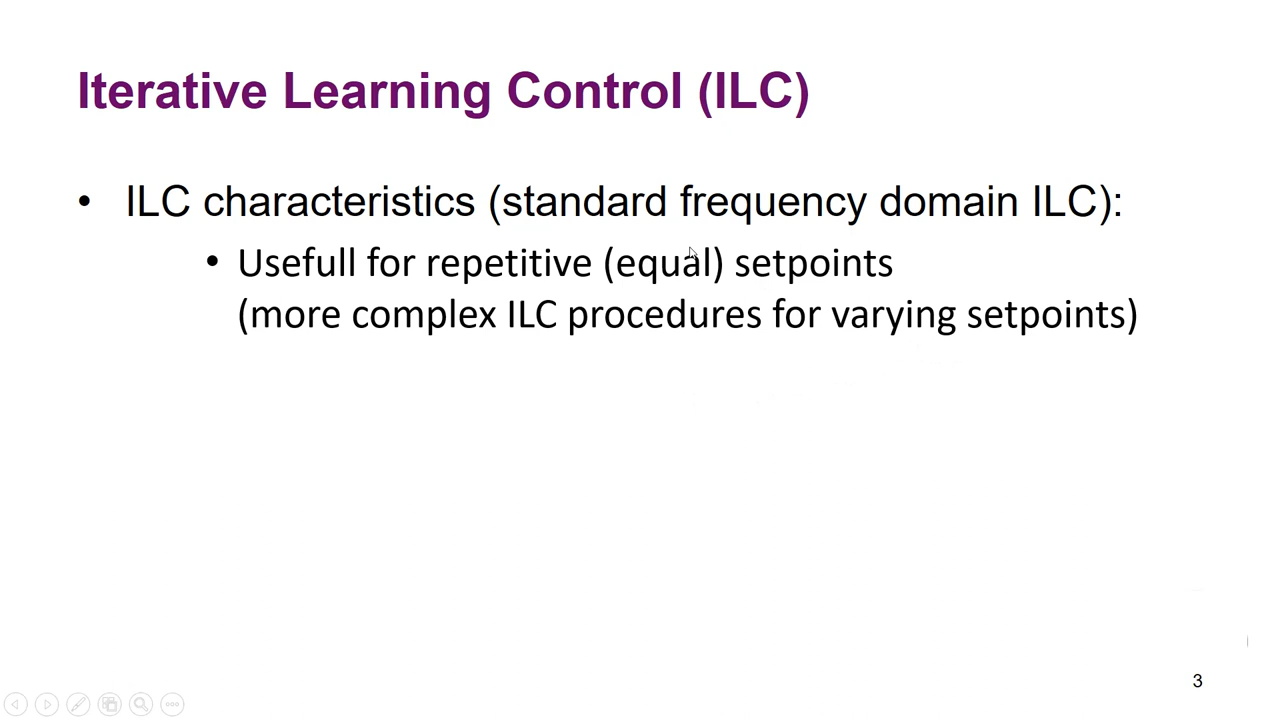 Iterative Learning Control (ILC)
• ILC characteristics (standard frequency domain ILC):
• Usefull for repetitive (equal) setpoints
(more complex ILC procedures for varying setpoints)
3